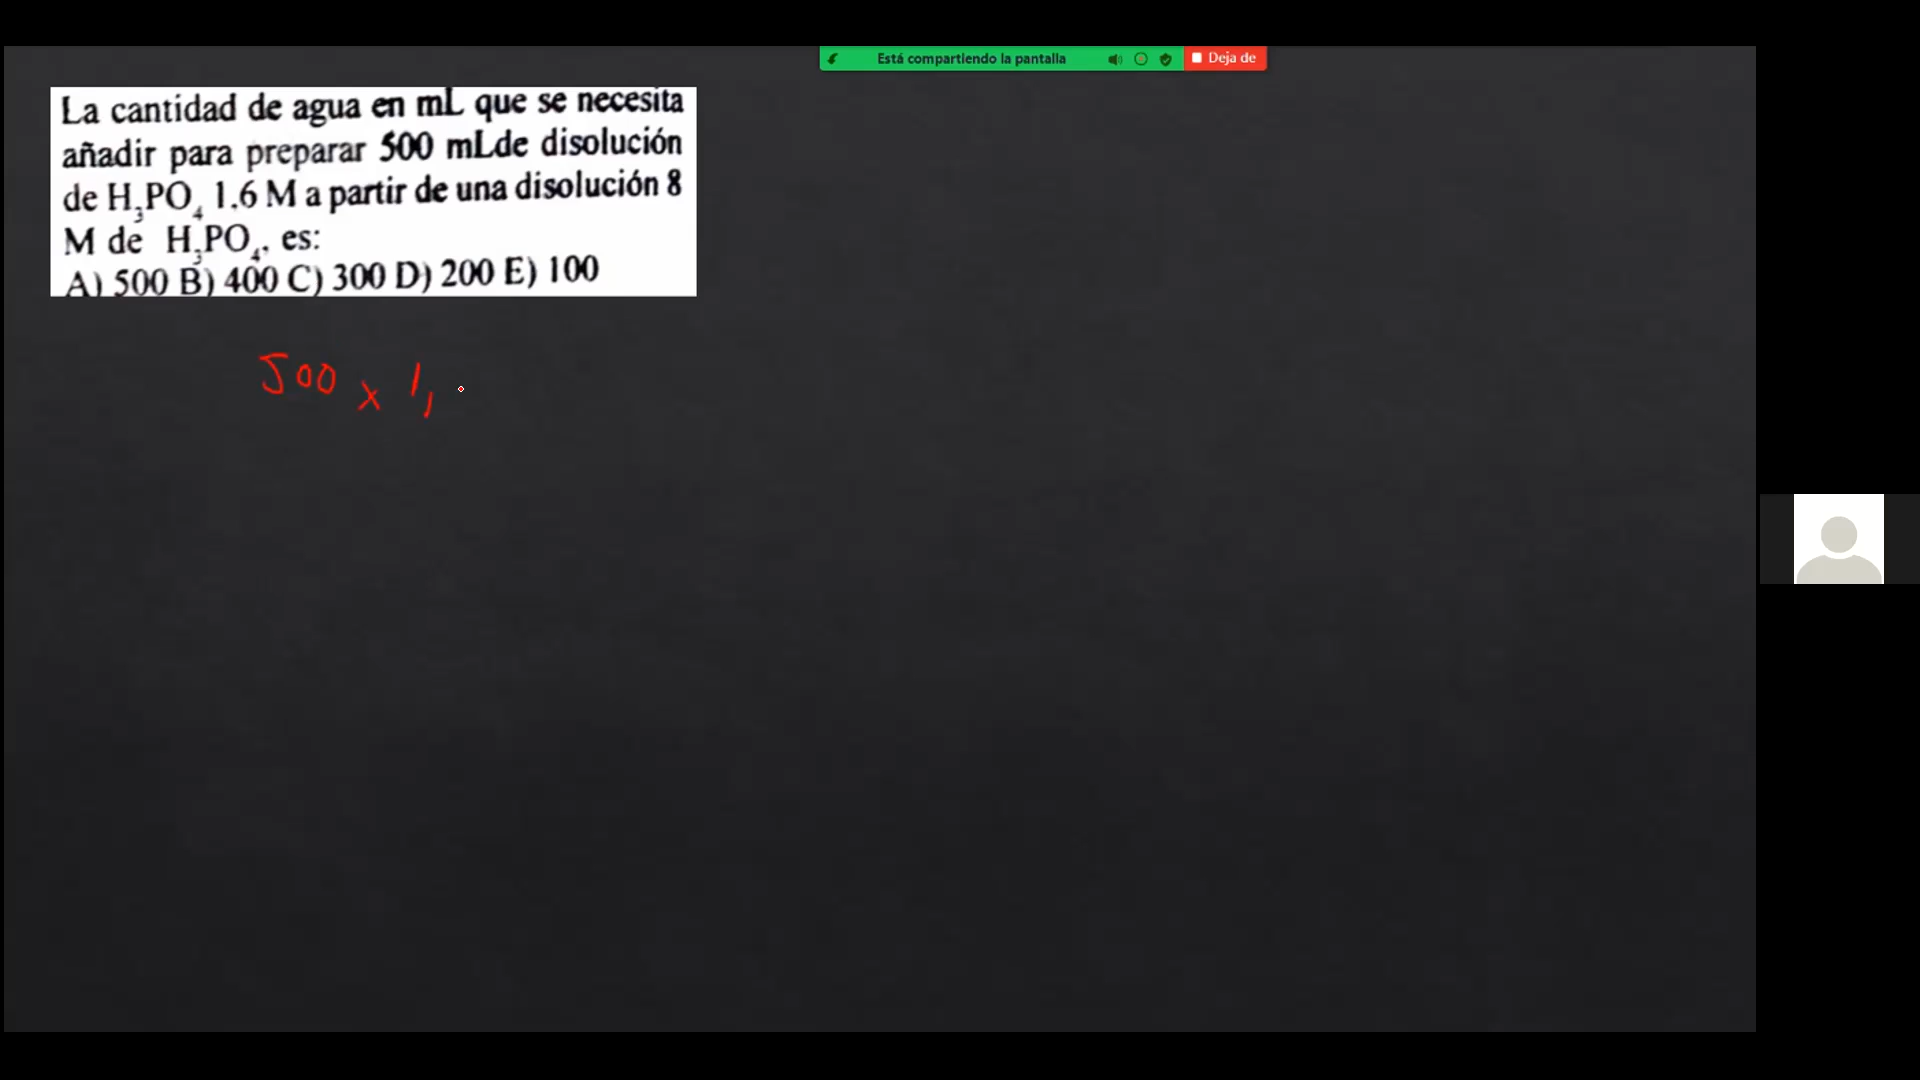 Está compartiendo la pantalla
Deja de
La cantidad de agua en mL que se necesita
añadir para preparar 500 mLde disolución
de H₃PO₄ 1.6 M a partir de una disolución 8
M de H₃PO₄, es:
A) 500 B) 400 C) 300 D) 200 E) 100
500 x 1,